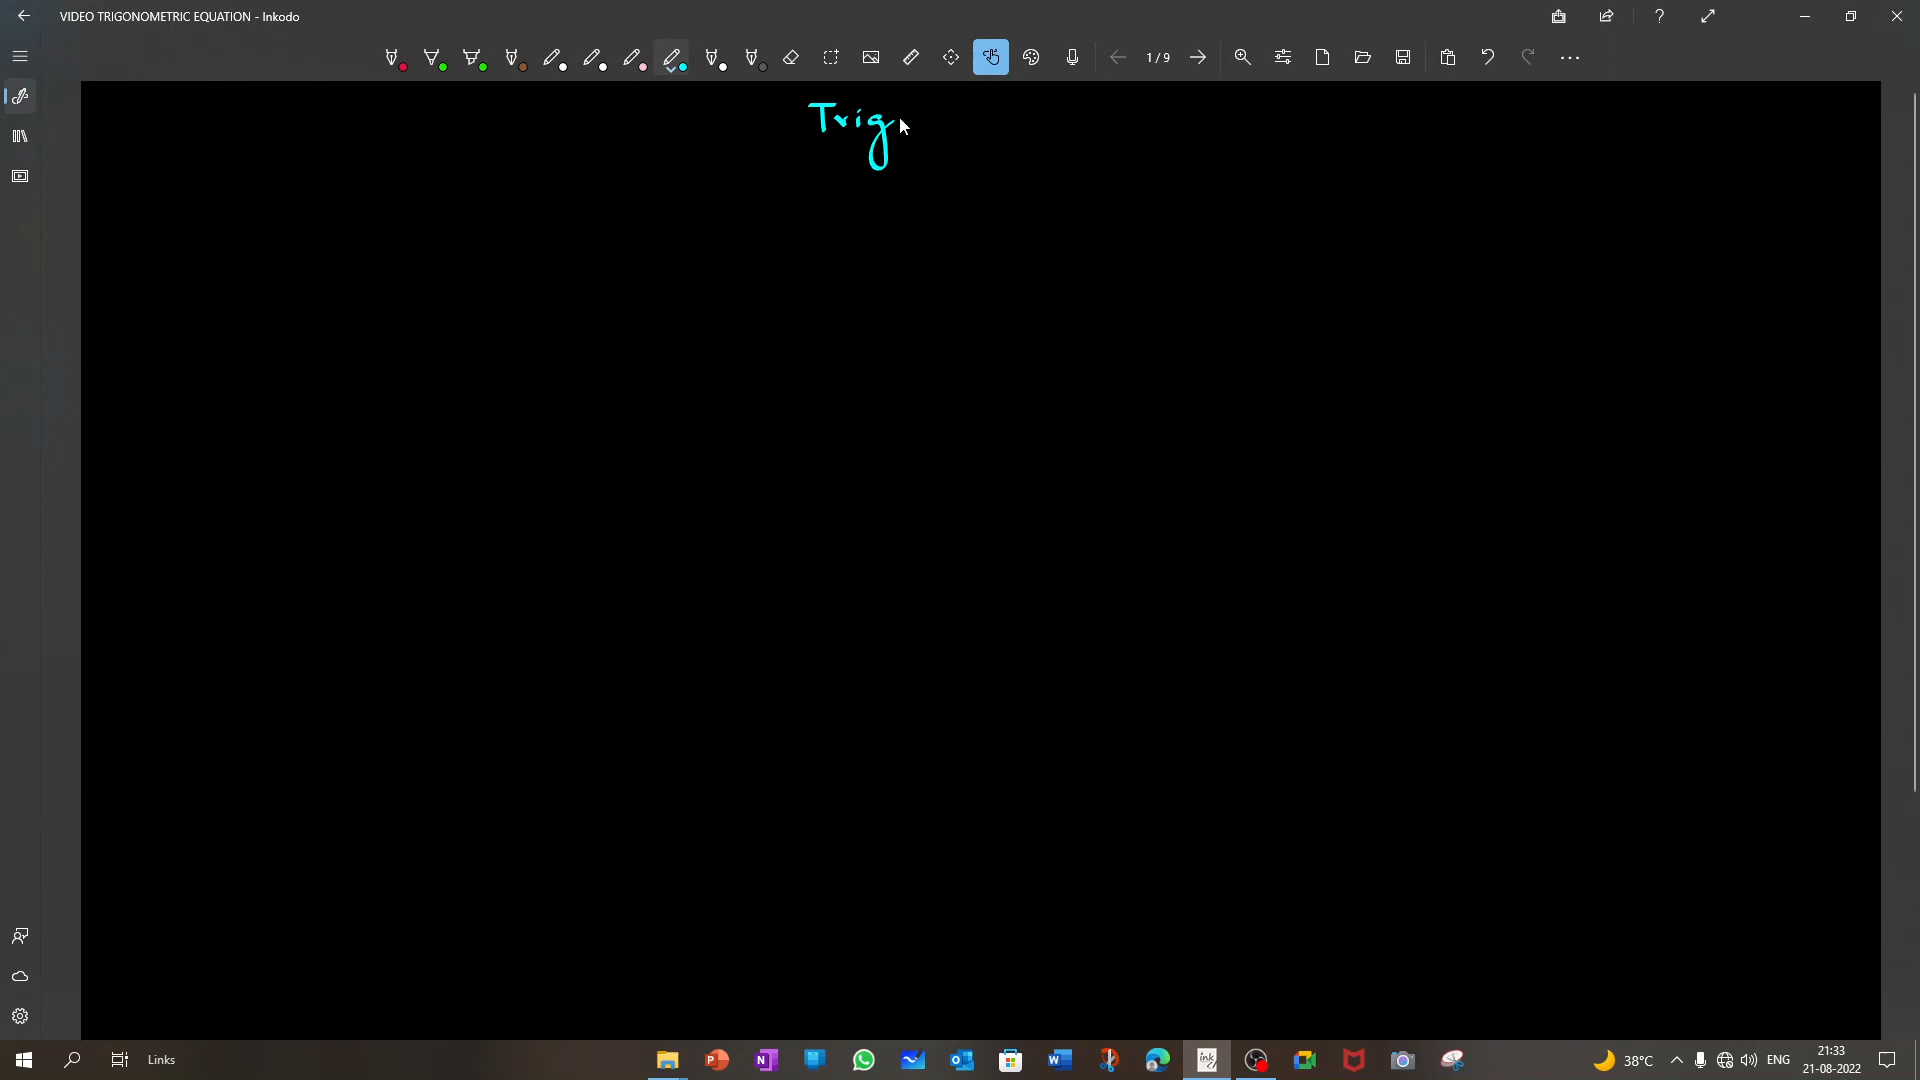 VIDEO TRIGONOMETRIC EQUATION - Inkodo
1 / 9
Trig
Links
38°C
ENG
21:33
21-08-2022